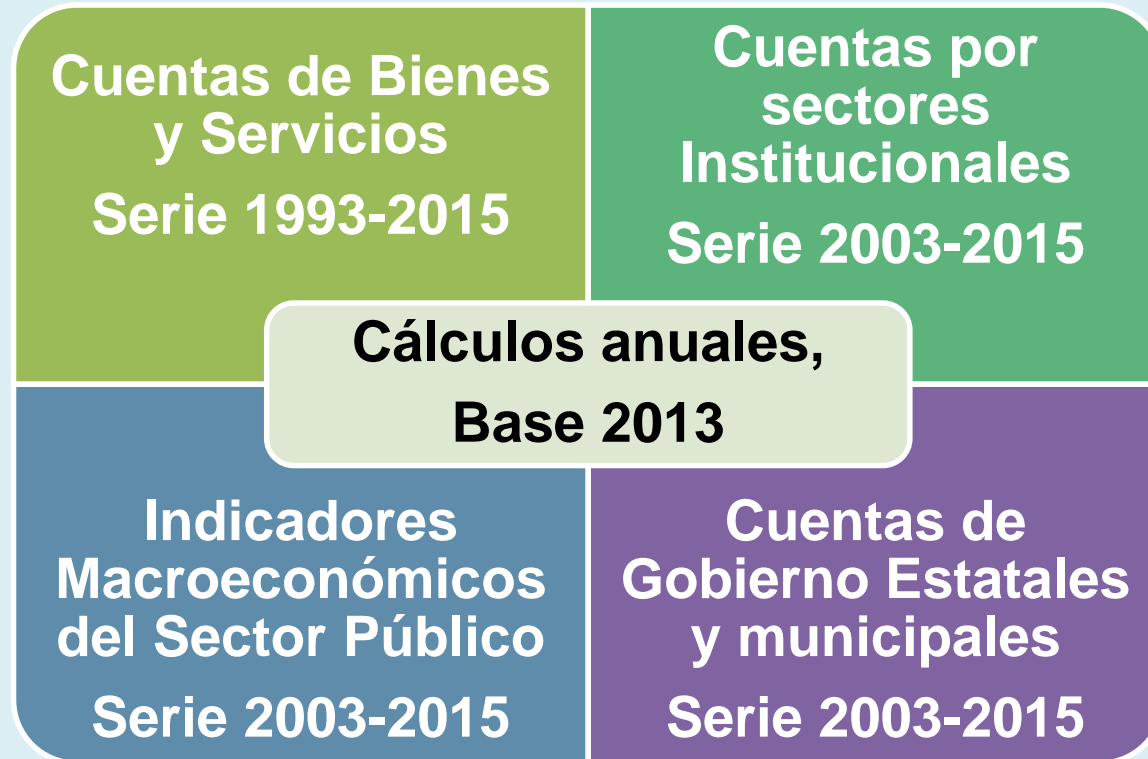 Cuentas de Bienes
y Servicios
Serie 1993-2015
Cuentas por
sectores
Institucionales
Serie 2003-2015
Cálculos anuales,
Base 2013
Indicadores
Macroeconómicos
del Sector Público
Serie 2003-2015
Cuentas de
Gobierno Estatales
y municipales
Serie 2003-2015